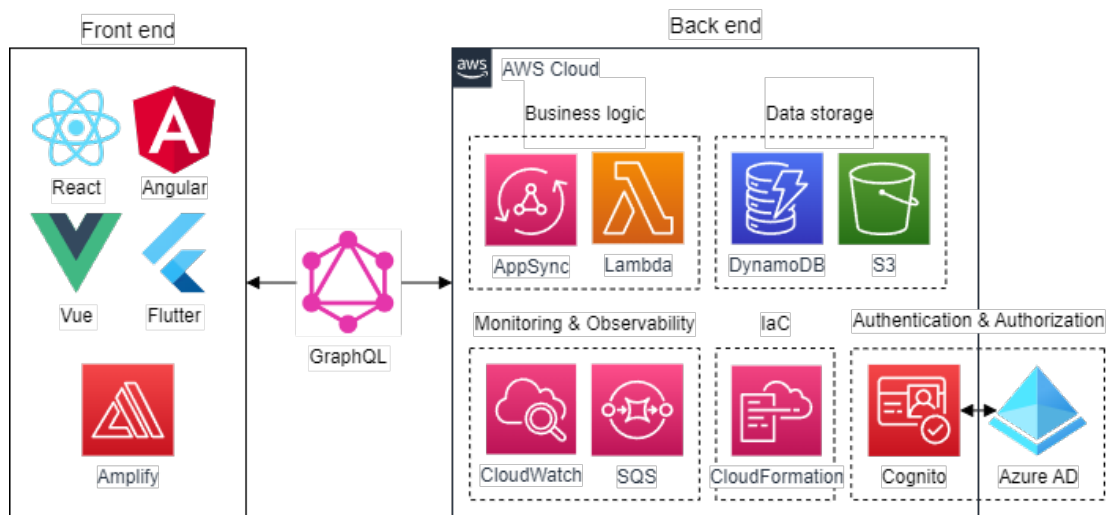 Front end
Back end
aws
AWS Cloud
Business logic
Data storage
React
Angular
AppSync
Lambda
DynamoDB
S3
Vue
Flutter
GraphQL
Monitoring & Observability
IaC
Authentication & Authorization
Amplify
CloudWatch
SQS
CloudFormation
Cognito
Azure AD